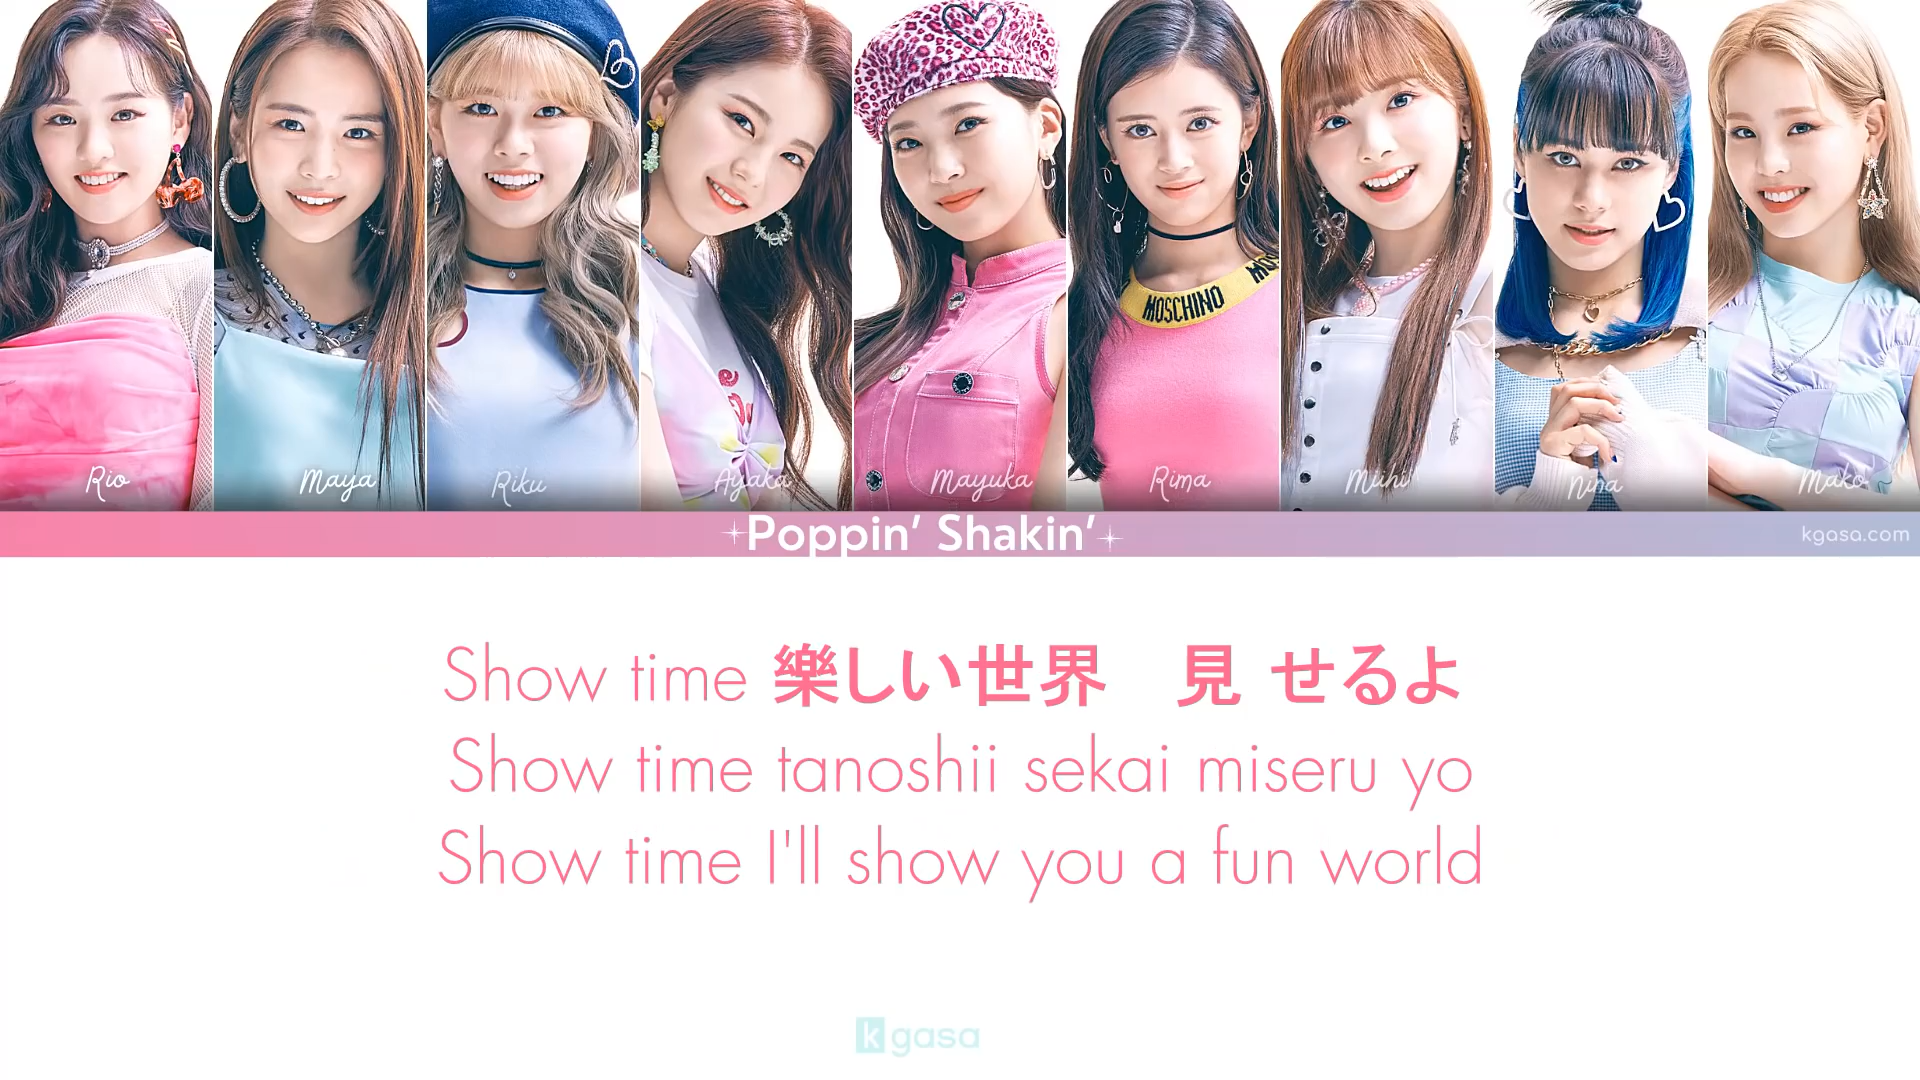 MOSCHINO MOS
Rio
Maya
Riku
Ayaka
Mayuka
Rima
Miihi
Nina
Mako
Poppin’ Shakin’
kgasa.com
Show time 樂しい世界　見 せるよ
Show time tanoshii sekai miseru yo
Show time I'll show you a fun world
kgasa